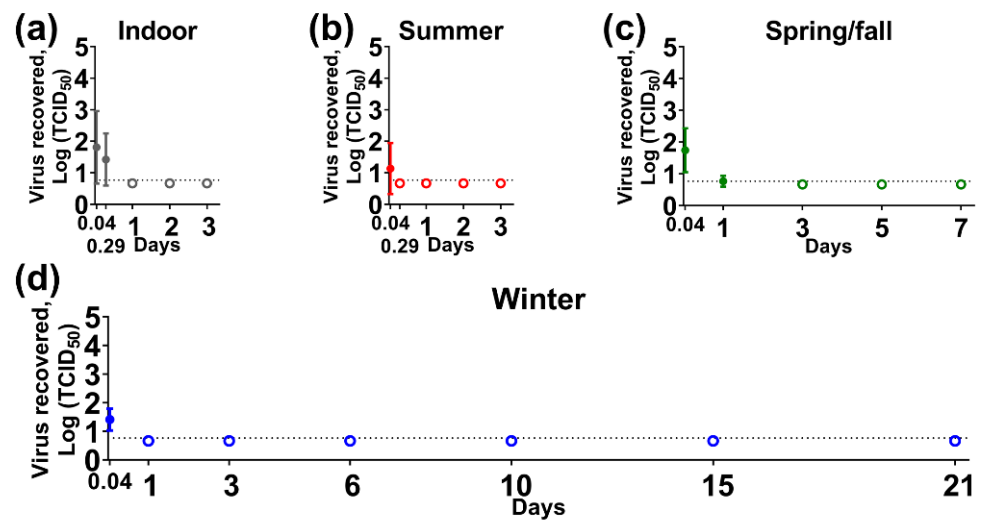 (a) Indoor
Virus recovered,
Log (TCID50)
5
4
3
2
1
0
0.04 1 2 3
0.29 Days
(b) Summer
Virus recovered,
Log (TCID50)
5
4
3
2
1
0
0.04 1 2 3
0.29 Days
(c) Spring/fall
Virus recovered,
Log (TCID50)
5
4
3
2
1
0
0.04 1 3 5 7
Days
(d) Winter
Virus recovered,
Log (TCID50)
5
4
3
2
1
0
0.04 1 3 6 10 15 21
Days